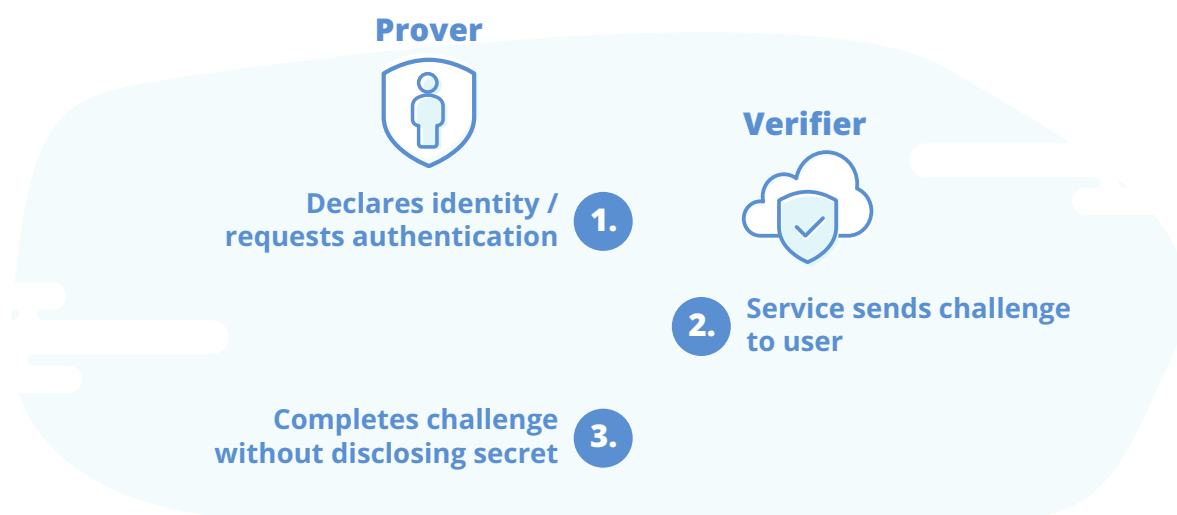 Prover
Verifier
Declares identity /
requests authentication
1.
2.
Service sends challenge
to user
Completes challenge
without disclosing secret
3.